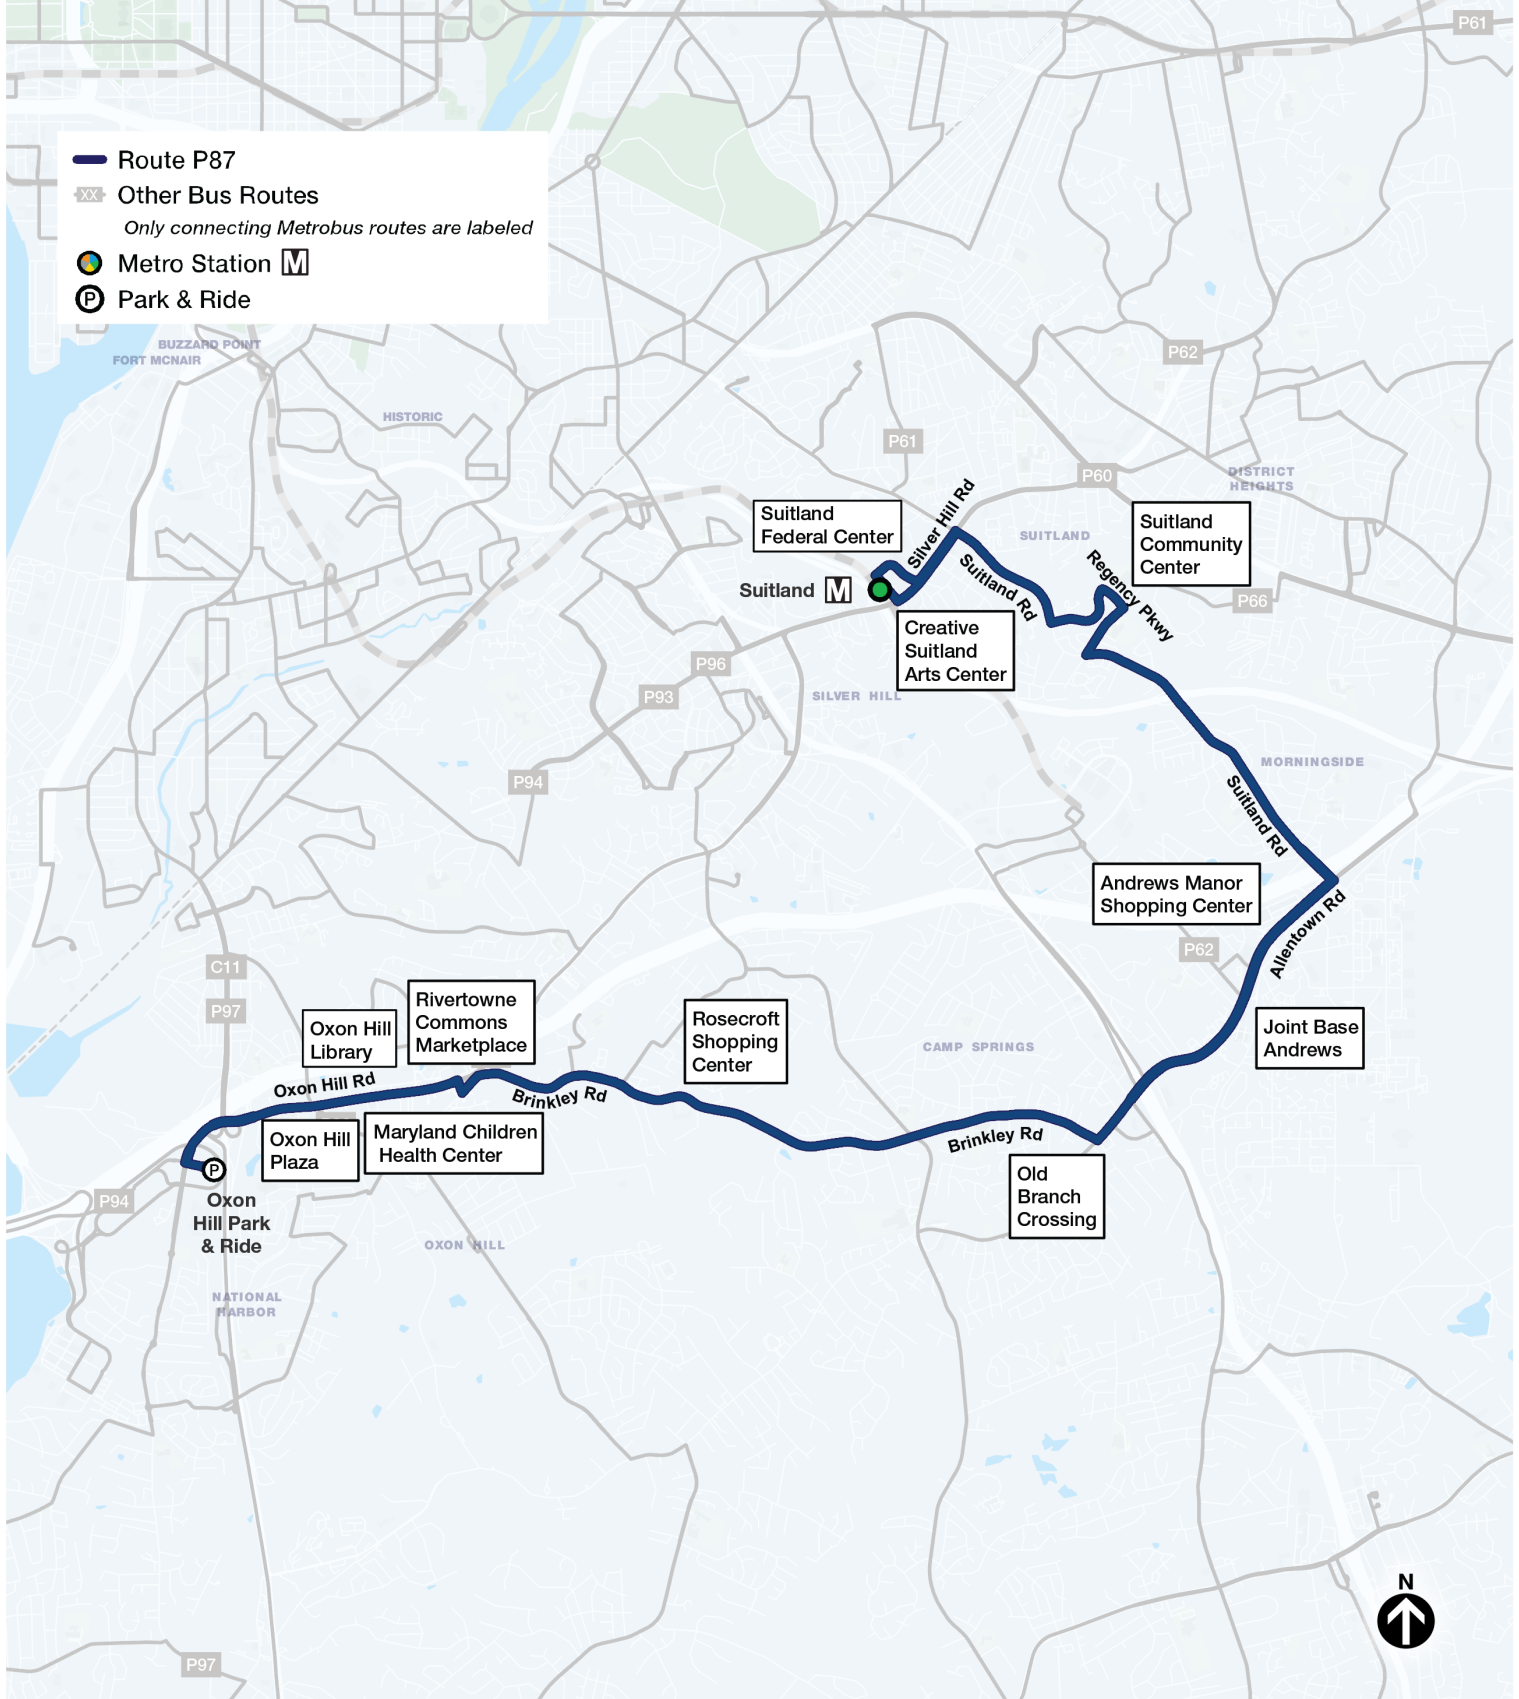 P61
Route P87
XX Other Bus Routes
Only connecting Metrobus routes are labeled
Metro Station M
P Park & Ride
BUZZARD POINT
FORT MCNAIR
HISTORIC
P62
P61
P60
DISTRICT
HEIGHTS
Suitland
Federal Center
Silver Hill Rd
SUITLAND
Suitland
Community
Center
Suitland M
Suitland Rd
Regency Pkwy
P66
Creative
Suitland
Arts Center
P96
P93
SILVER HILL
P94
MORNINGSIDE
Suitland Rd
Andrews Manor
Shopping Center
Allentown Rd
P62
C11
P97
Oxon Hill
Library
Rivertowne
Commons
Marketplace
Rosecroft
Shopping
Center
CAMP SPRINGS
Joint Base
Andrews
Oxon Hill Rd
Brinkley Rd
Oxon Hill
Plaza
Maryland Children
Health Center
Brinkley Rd
Old
Branch
Crossing
P
P94
Oxon
Hill Park
& Ride
OXON HILL
NATIONAL
HARBOR
N
P97